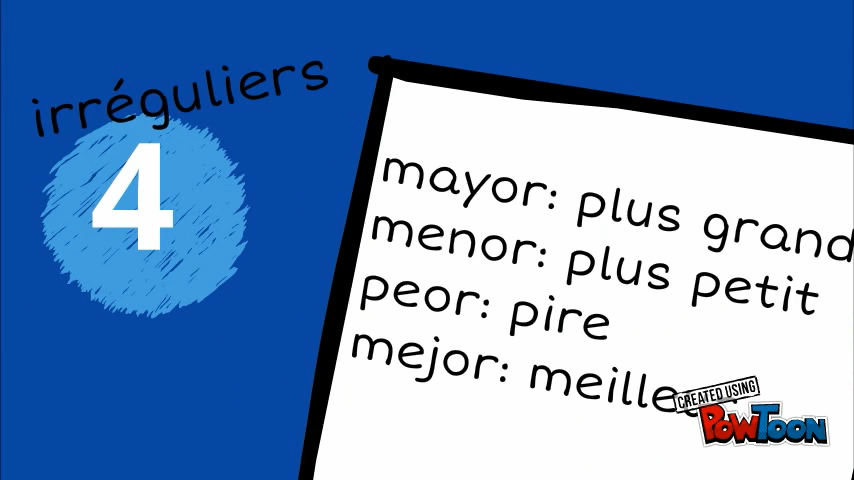 irréguliers
4
mayor: plus grand
menor: plus petit
peor: pire
mejor:
CREATED USING
POWTOON